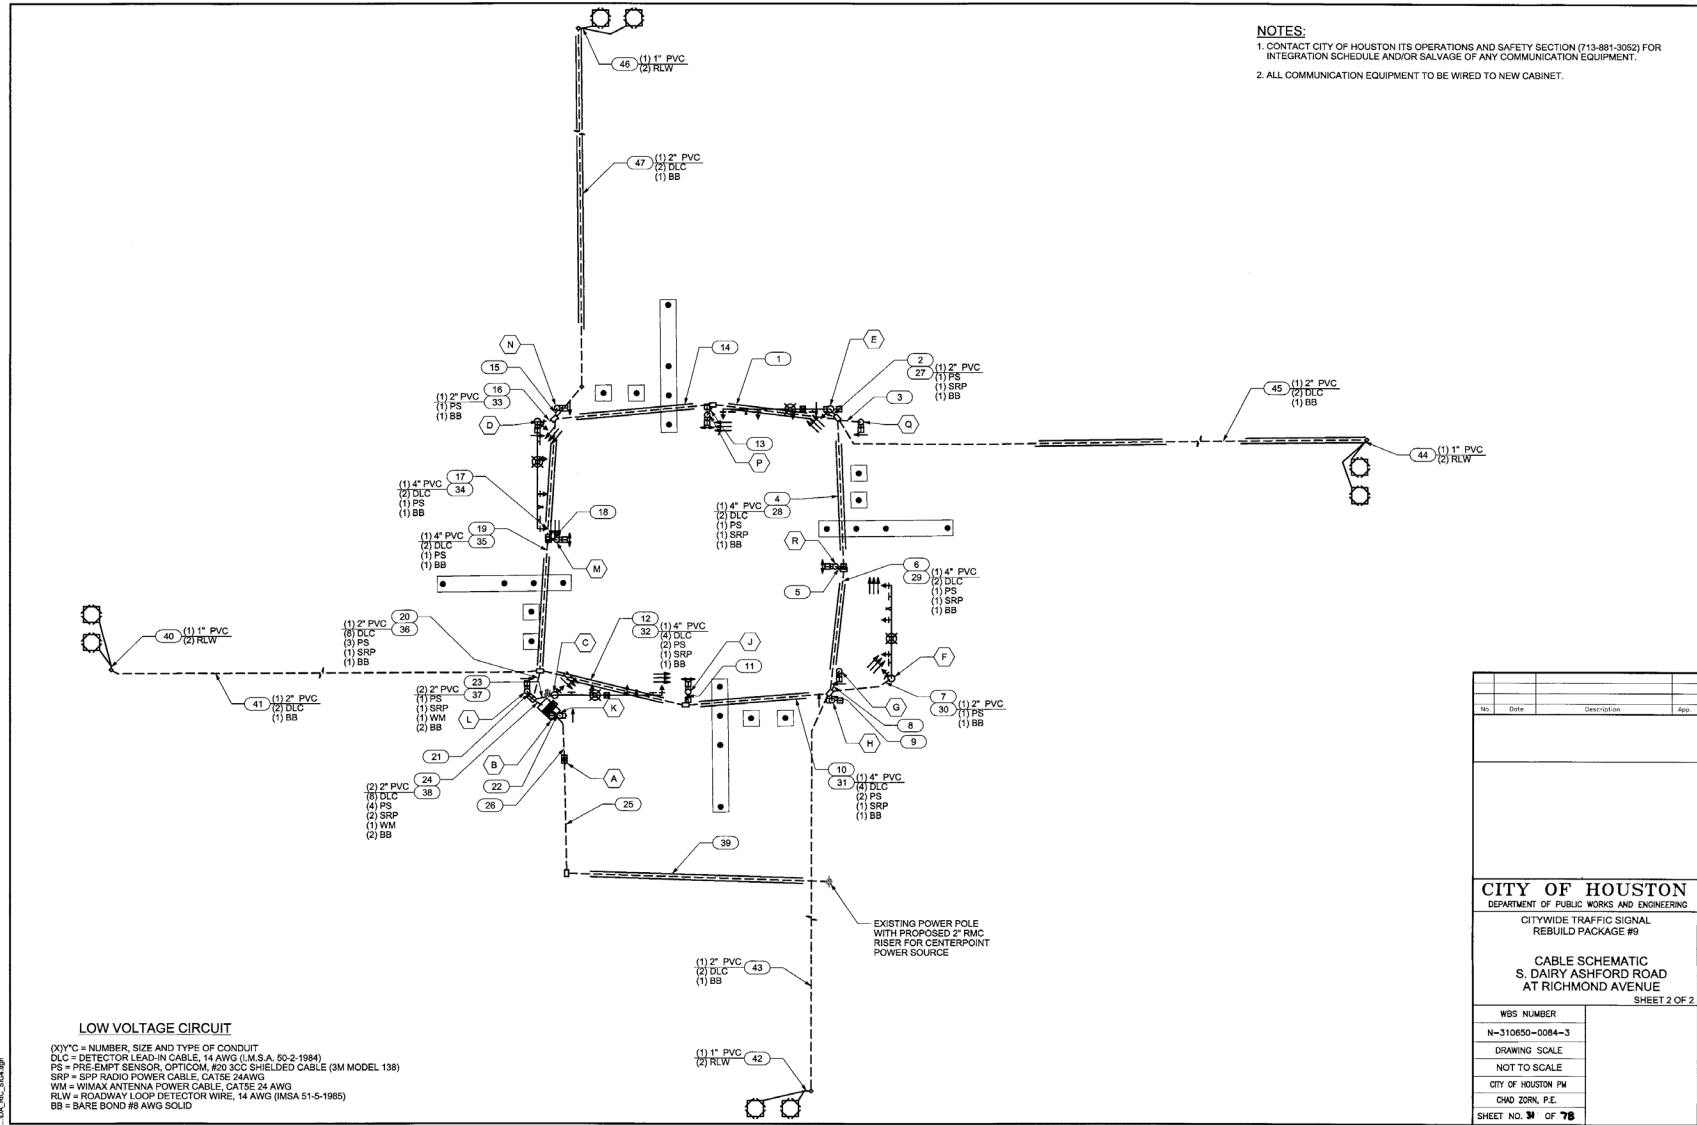 NOTES:
1. CONTACT CITY OF HOUSTON ITS OPERATIONS AND SAFETY SECTION (713-881-3052) FOR
INTEGRATION SCHEDULE AND/OR SALVAGE OF ANY COMMUNICATION EQUIPMENT.
2. ALL COMMUNICATION EQUIPMENT TO BE WIRED TO NEW CABINET.
46 (1) 1" PVC
(2) RLW
47 (1) 2" PVC
(2) DLC
(1) BB
N
14
1
E
15
2
27 (1) 2" PVC
(1) PS
(1) SRP
(1) BB
16
(1) 2" PVC 33
(1) PS
(1) BB
3
45 (1) 2" PVC
(2) DLC
(1) BB
D
Q
13
P
44 (1) 1" PVC
(2) RLW
17
(1) 4" PVC 34
(2) DLC
(1) PS
(1) BB
4
(1) 4" PVC 28
(2) DLC
(1) PS
(1) SRP
(1) BB
18
19
(1) 4" PVC 35
(2) DLC
(1) PS
(1) BB
R
M
6
29 (1) 4" PVC
(2) DLC
(1) PS
(1) SRP
(1) BB
5
40 (1) 1" PVC
(2) RLW
20
(1) 2" PVC 36
(8) DLC
(3) PS
(1) SRP
(1) BB
12
32 (1) 4" PVC
(4) DLC
(2) PS
(1) SRP
(1) BB
C
J
11
F
23
(2) 2" PVC 37
(1) PS
(1) SRP
(1) WM
(2) BB
41 (1) 2" PVC
(2) DLC
(1) BB
L
K
G
7
30 (1) 2" PVC
(1) PS
(1) BB
8
9
H
21
B
A
10
31 (1) 4" PVC
(4) DLC
(2) PS
(1) SRP
(1) BB
24
(2) 2" PVC 38
(8) DLC
(4) PS
(2) SRP
(1) WM
(2) BB
22
26
25
39
EXISTING POWER POLE
WITH PROPOSED 2" RMC
RISER FOR CENTERPOINT
POWER SOURCE
(1) 2" PVC 43
(2) DLC
(1) BB
(1) 1" PVC 42
(2) RLW
LOW VOLTAGE CIRCUIT
(X)Y"C = NUMBER, SIZE AND TYPE OF CONDUIT
DLC = DETECTOR LEAD-IN CABLE, 14 AWG (I.M.S.A. 50-2-1984)
PS = PRE-EMPT SENSOR, OPTICOM, #20 3CC SHIELDED CABLE (3M MODEL 138)
SRP = SPP RADIO POWER CABLE, CAT5E 24AWG
WM = WIMAX ANTENNA POWER CABLE, CAT5E 24 AWG
RLW = ROADWAY LOOP DETECTOR WIRE, 14 AWG (IMSA 51-5-1985)
BB = BARE BOND #8 AWG SOLID
No. Date Description App.
CITY OF HOUSTON
DEPARTMENT OF PUBLIC WORKS AND ENGINEERING
CITYWIDE TRAFFIC SIGNAL
REBUILD PACKAGE #9
CABLE SCHEMATIC
S. DAIRY ASHFORD ROAD
AT RICHMOND AVENUE
SHEET 2 OF 2
WBS NUMBER
N-310650-0084-3
DRAWING SCALE
NOT TO SCALE
CITY OF HOUSTON PM
CHAD ZORN, P.E.
SHEET NO. 31 OF 78